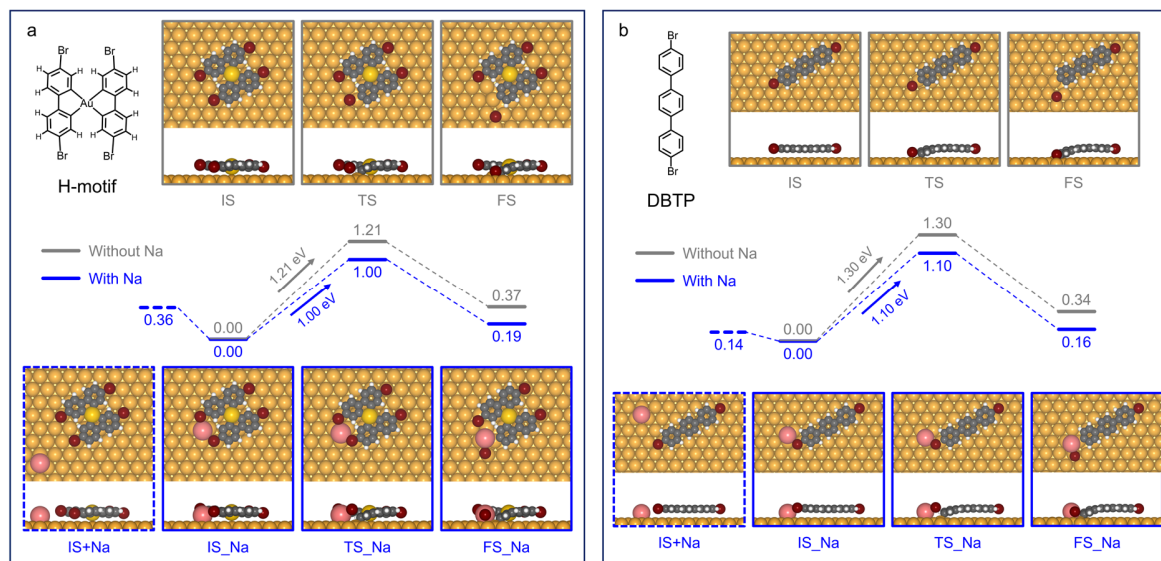 a
Br
Br
H
H
H
H
Au
H
H
H
H
Br
Br
H-motif
IS
TS
FS
Without Na
With Na
1.21
1.21 eV
1.00
1.00 eV
0.37
0.36
0.00
0.00
0.19
IS+Na
IS_Na
TS_Na
FS_Na
b
Br
Br
DBTP
IS
TS
FS
Without Na
With Na
1.30
1.30 eV
1.10
1.10 eV
0.34
0.14
0.00
0.00
0.16
IS+Na
IS_Na
TS_Na
FS_Na